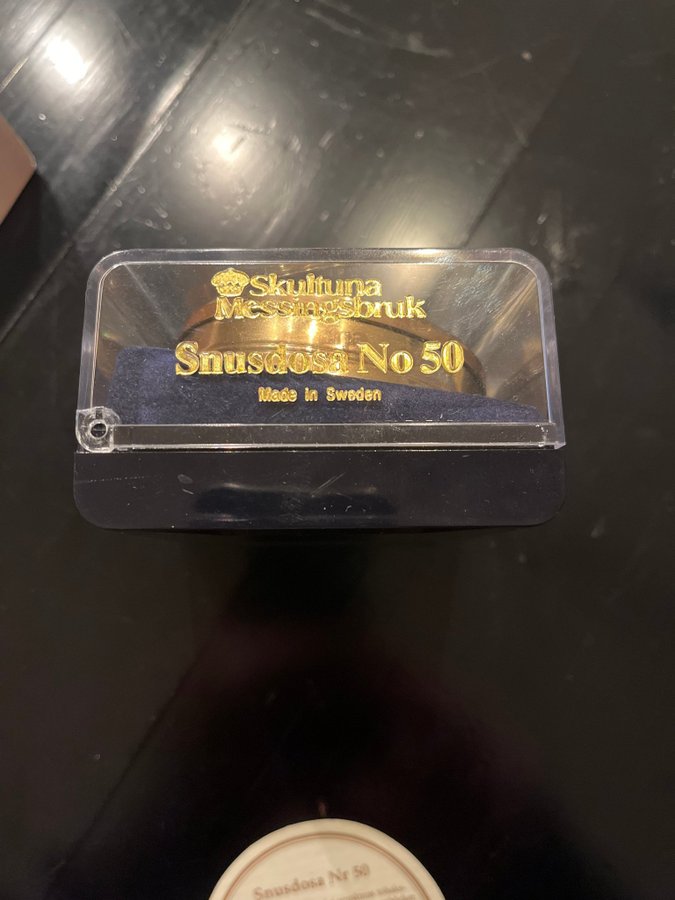 Skultuna
Messingsbruk
Snusdosa No 50
Made in Sweden
Snusdosa Nr 50